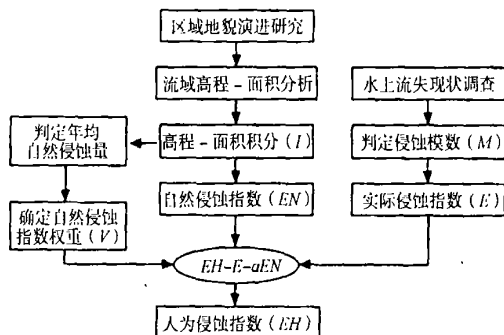 区域地貌演进研究
流域高程-面积分析
水上流失现状调查
判定年均
自然侵蚀量
高程-面积积分(I)
判定侵蚀模数(M)
确定自然侵蚀
指数权重(V)
自然侵蚀指数(EN)
实际侵蚀指数(E)
EH-E-aEN
人为侵蚀指数(EH)